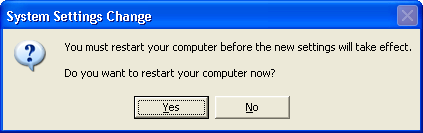 System Settings Change
You must restart your computer before the new settings will take effect.
Do you want to restart your computer now?
Yes No